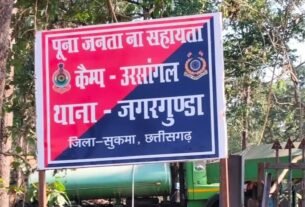 पूना जनता ना सहायता
कैम्प - उरसांगल
थाना - जगरगुण्डा
जिला-सुकमा, छत्तीसगढ़